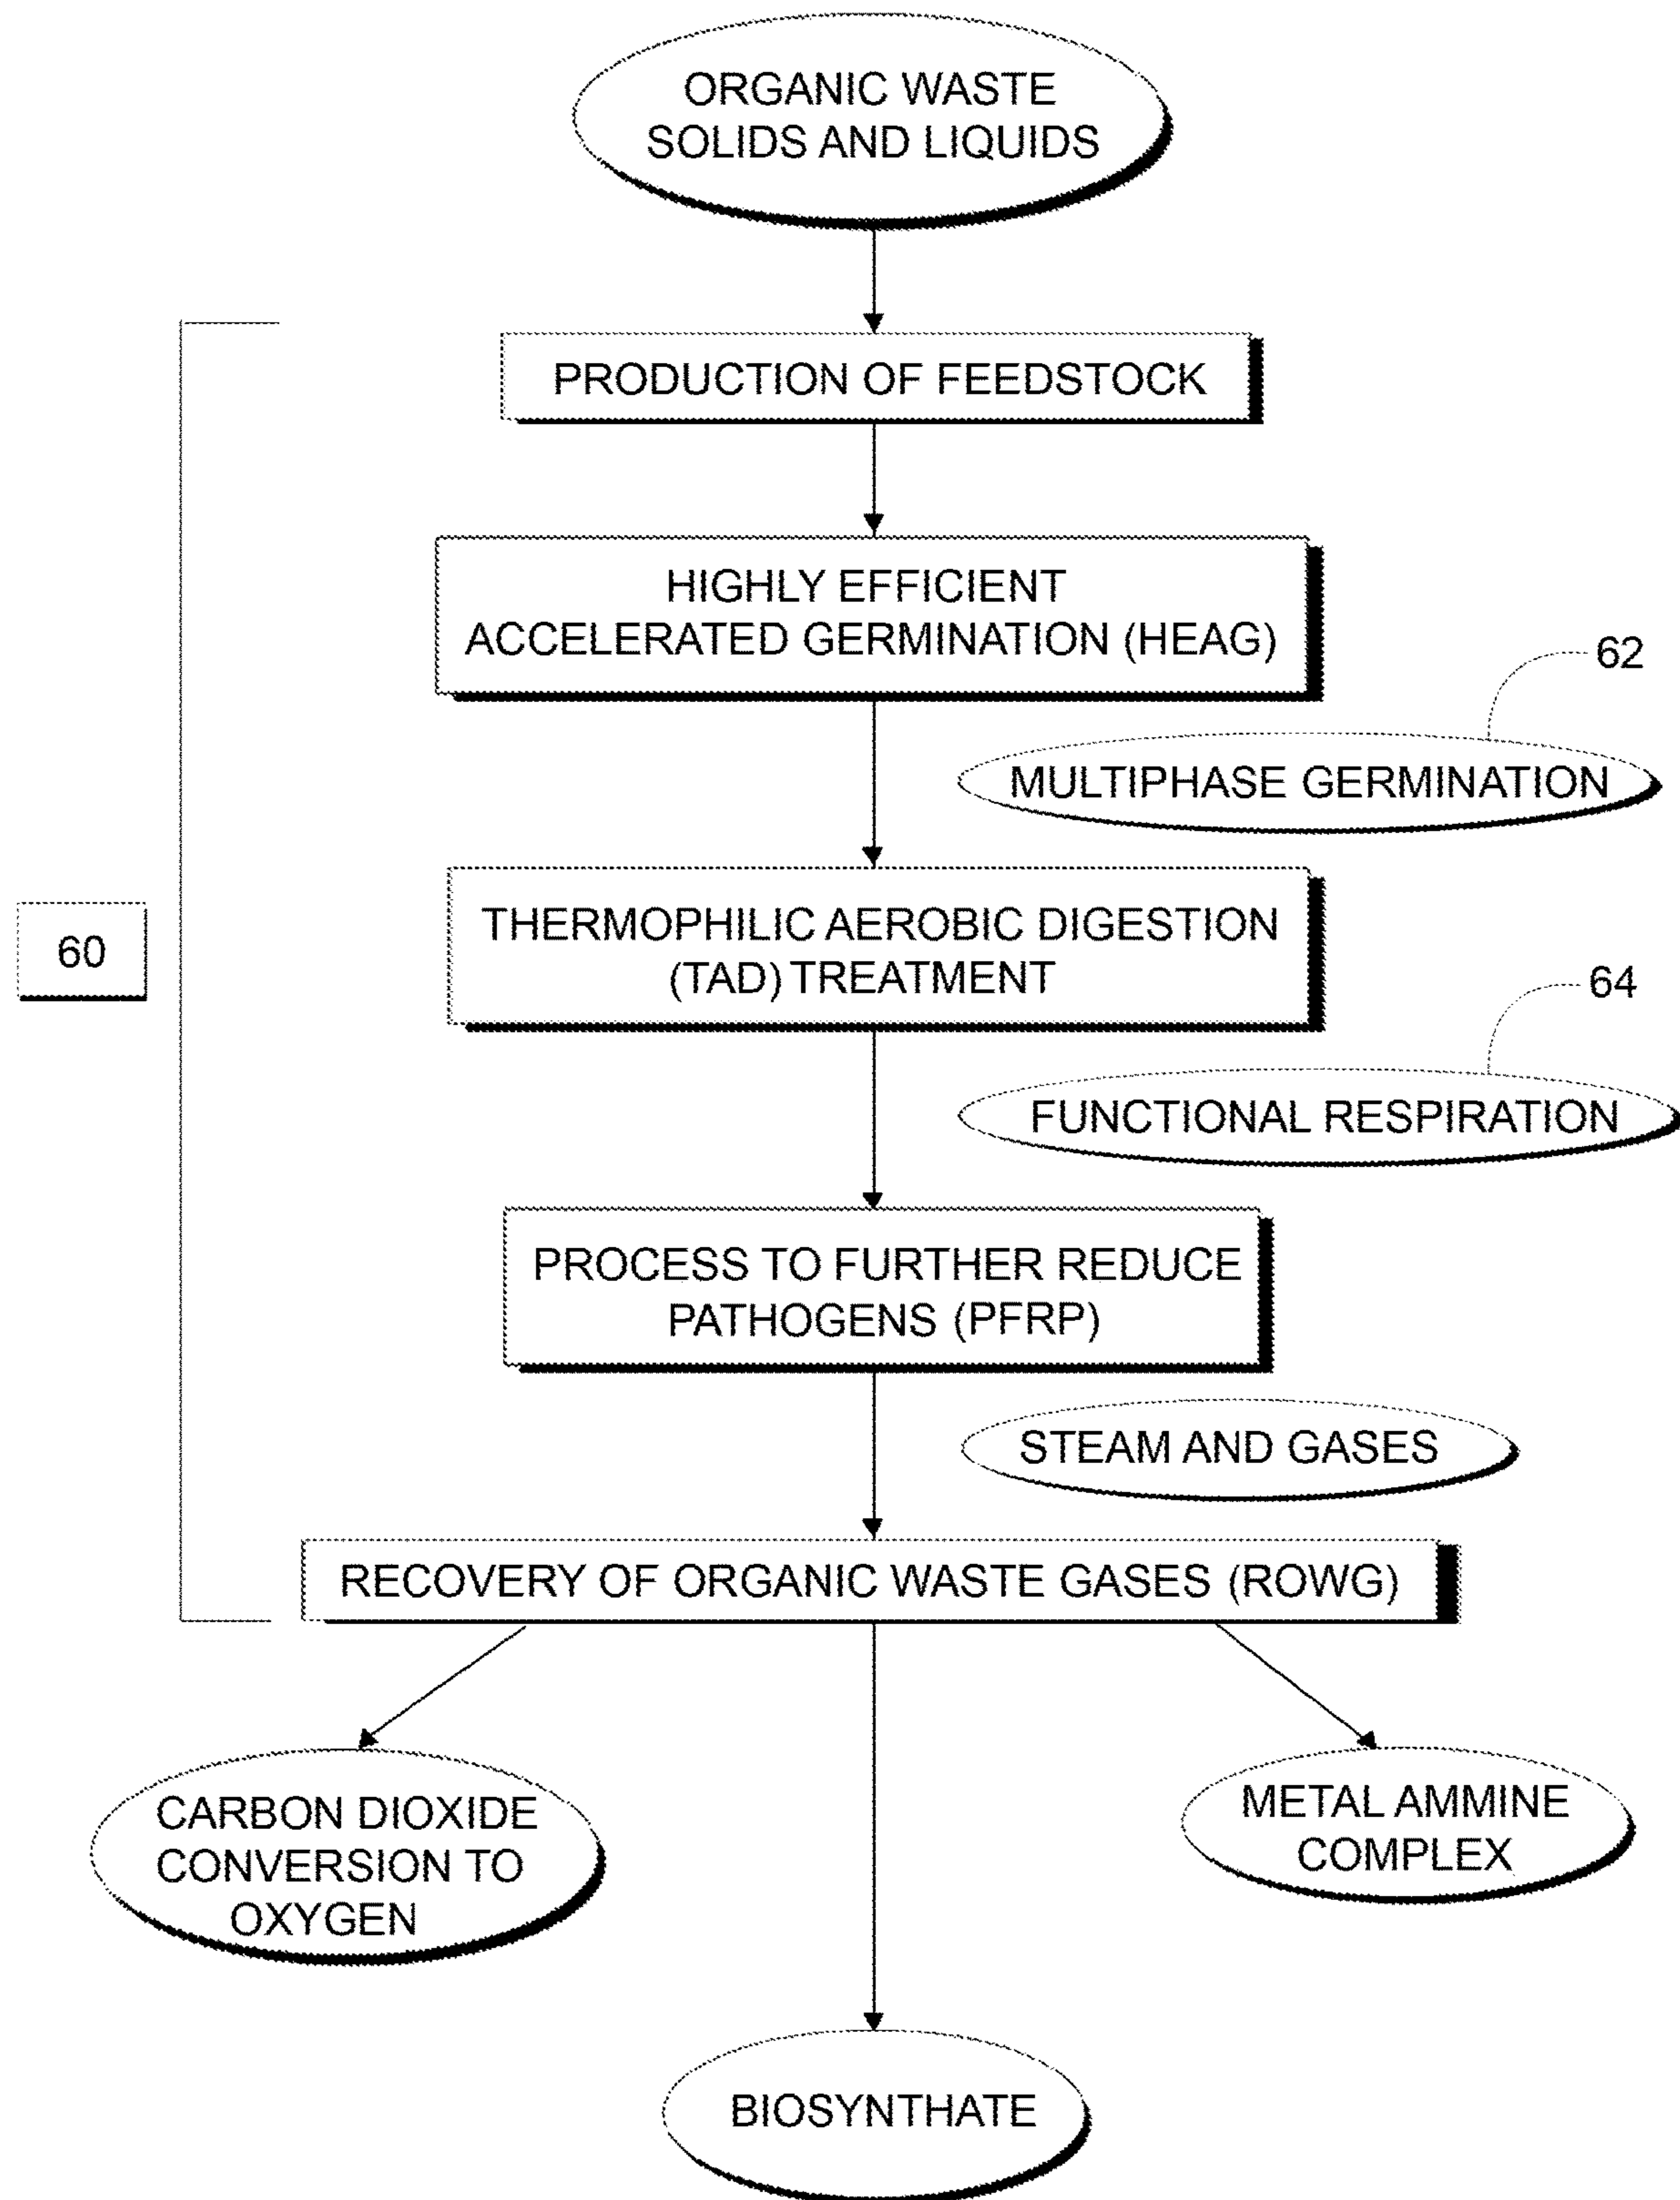 ORGANIC WASTE
SOLIDS AND LIQUIDS
PRODUCTION OF FEEDSTOCK
HIGHLY EFFICIENT
ACCELERATED GERMINATION (HEAG)
62
MULTIPHASE GERMINATION
THERMOPHILIC AEROBIC DIGESTION
(TAD) TREATMENT
60
64
FUNCTIONAL RESPIRATION
PROCESS TO FURTHER REDUCE
PATHOGENS (PFRP)
STEAM AND GASES
RECOVERY OF ORGANIC WASTE GASES (ROWG)
CARBON DIOXIDE
CONVERSION TO
OXYGEN
METAL AMMINE
COMPLEX
BIOSYNTHATE